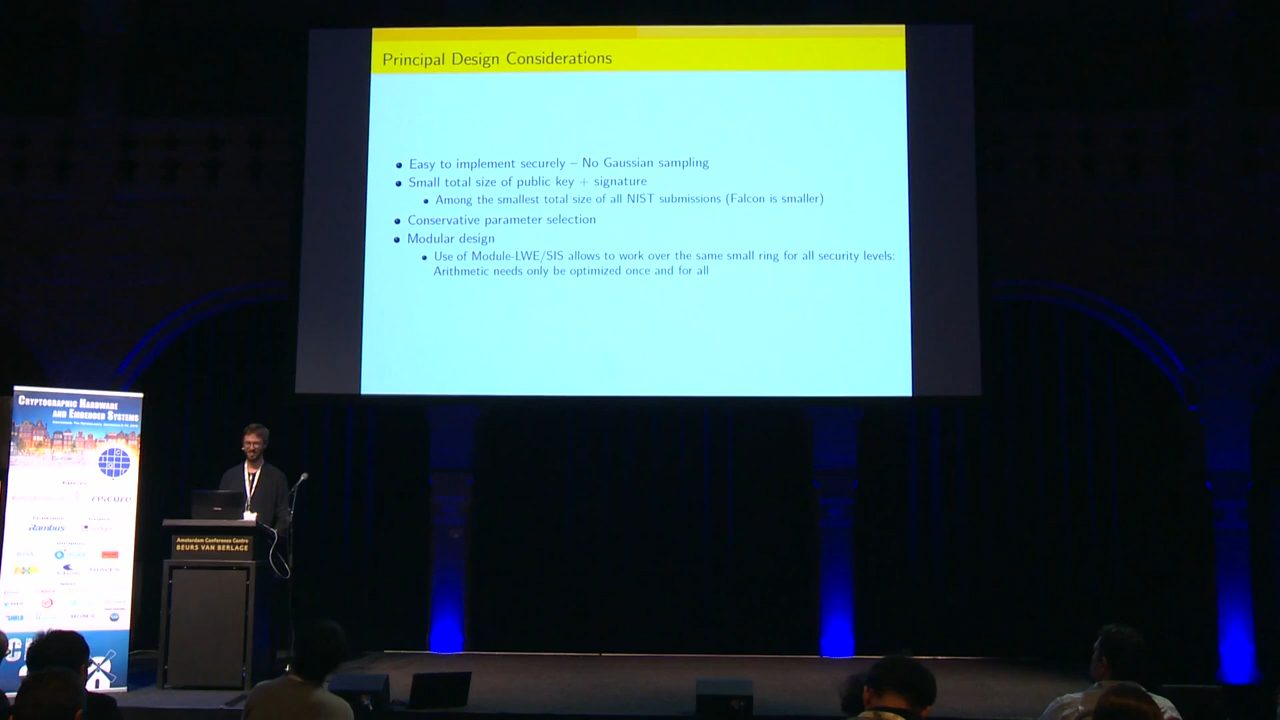 Principal Design Considerations
Easy to implement securely – No Gaussian sampling
Small total size of public key + signature
Among the smallest total size of all NIST submissions (Falcon is smaller)
Conservative parameter selection
Modular design
Use of Module-LWE/SIS allows to work over the same small ring for all security levels:
Arithmetic needs only be optimized once and for all
CRYPTOGRAPHIC HARDWARE
AND EMBEDDED SYSTEMS
riscure
Rambus
Amsterdam Conference Centre
BEURS VAN BERLAGE